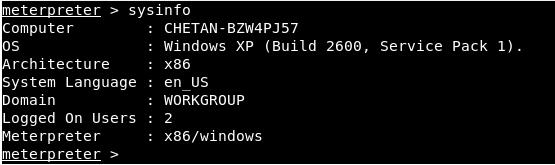 meterpreter > sysinfo
Computer : CHETAN-BZW4PJ57
OS : Windows XP (Build 2600, Service Pack 1).
Architecture : x86
System Language : en_US
Domain : WORKGROUP
Logged On Users : 2
Meterpreter : x86/windows
meterpreter >